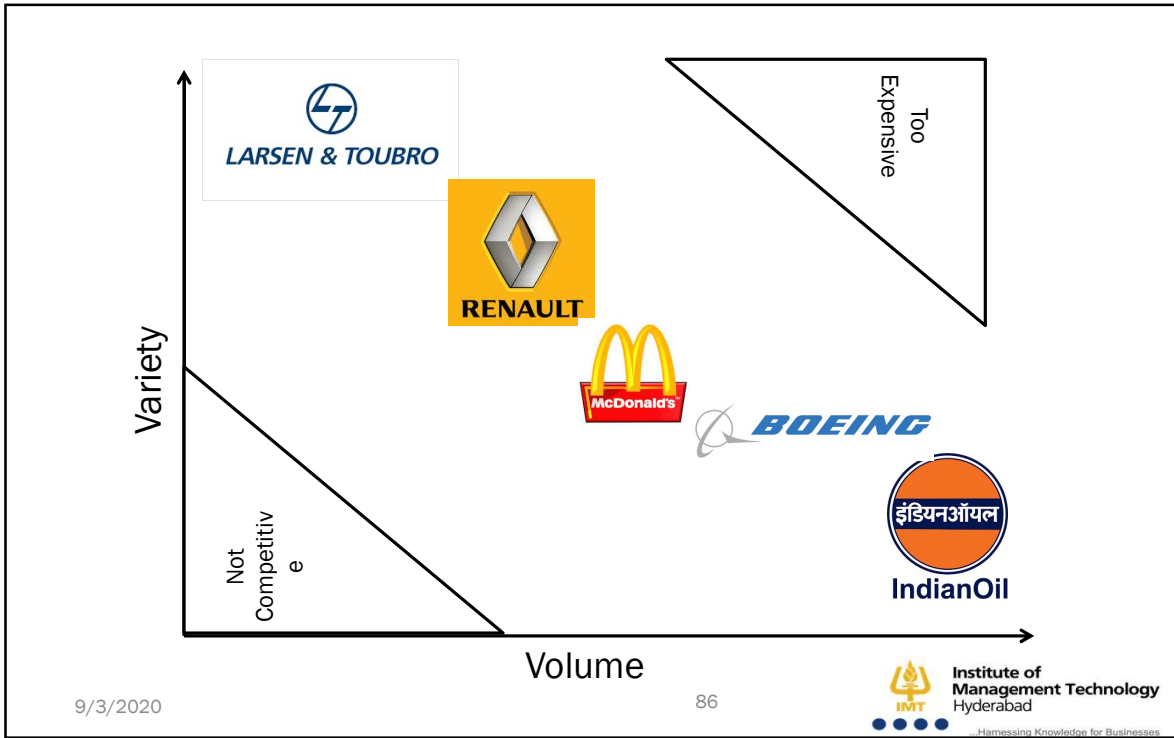 LARSEN & TOUBRO
Too
Expensive
RENAULT
Variety
McDonald's™
BOEING
इंडियनऑयल
IndianOil
Not
Competitiv
e
Volume
9/3/2020
86
IMT
Institute of
Management Technology
Hyderabad
...Harnessing Knowledge for Businesses